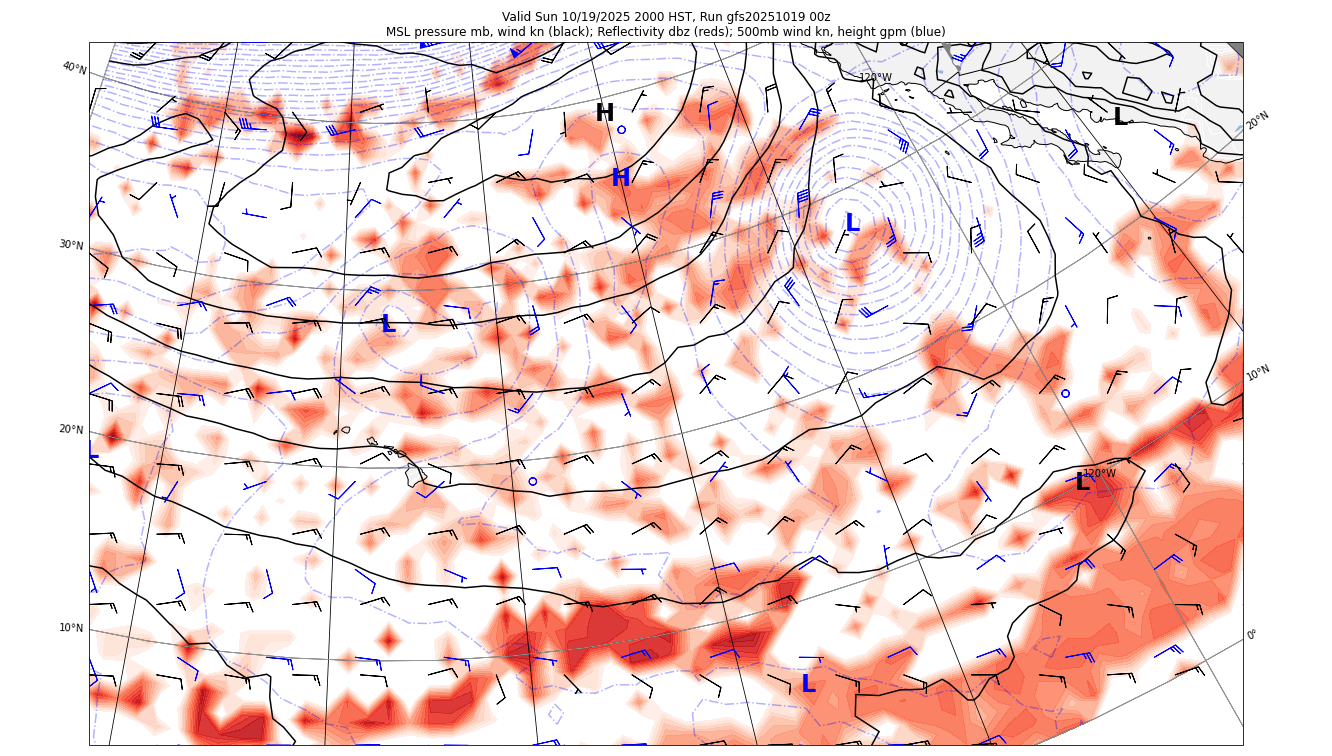 Valid Sun 10/19/2025 2000 HST, Run gfs20251019 00z
MSL pressure mb, wind kn (black); Reflectivity dbz (reds); 500mb wind kn, height gpm (blue)
40°N
120°W
H
L
20°N
H
L
30°N
L
10°N
20°N
L
L
120°W
10°N
0°
L